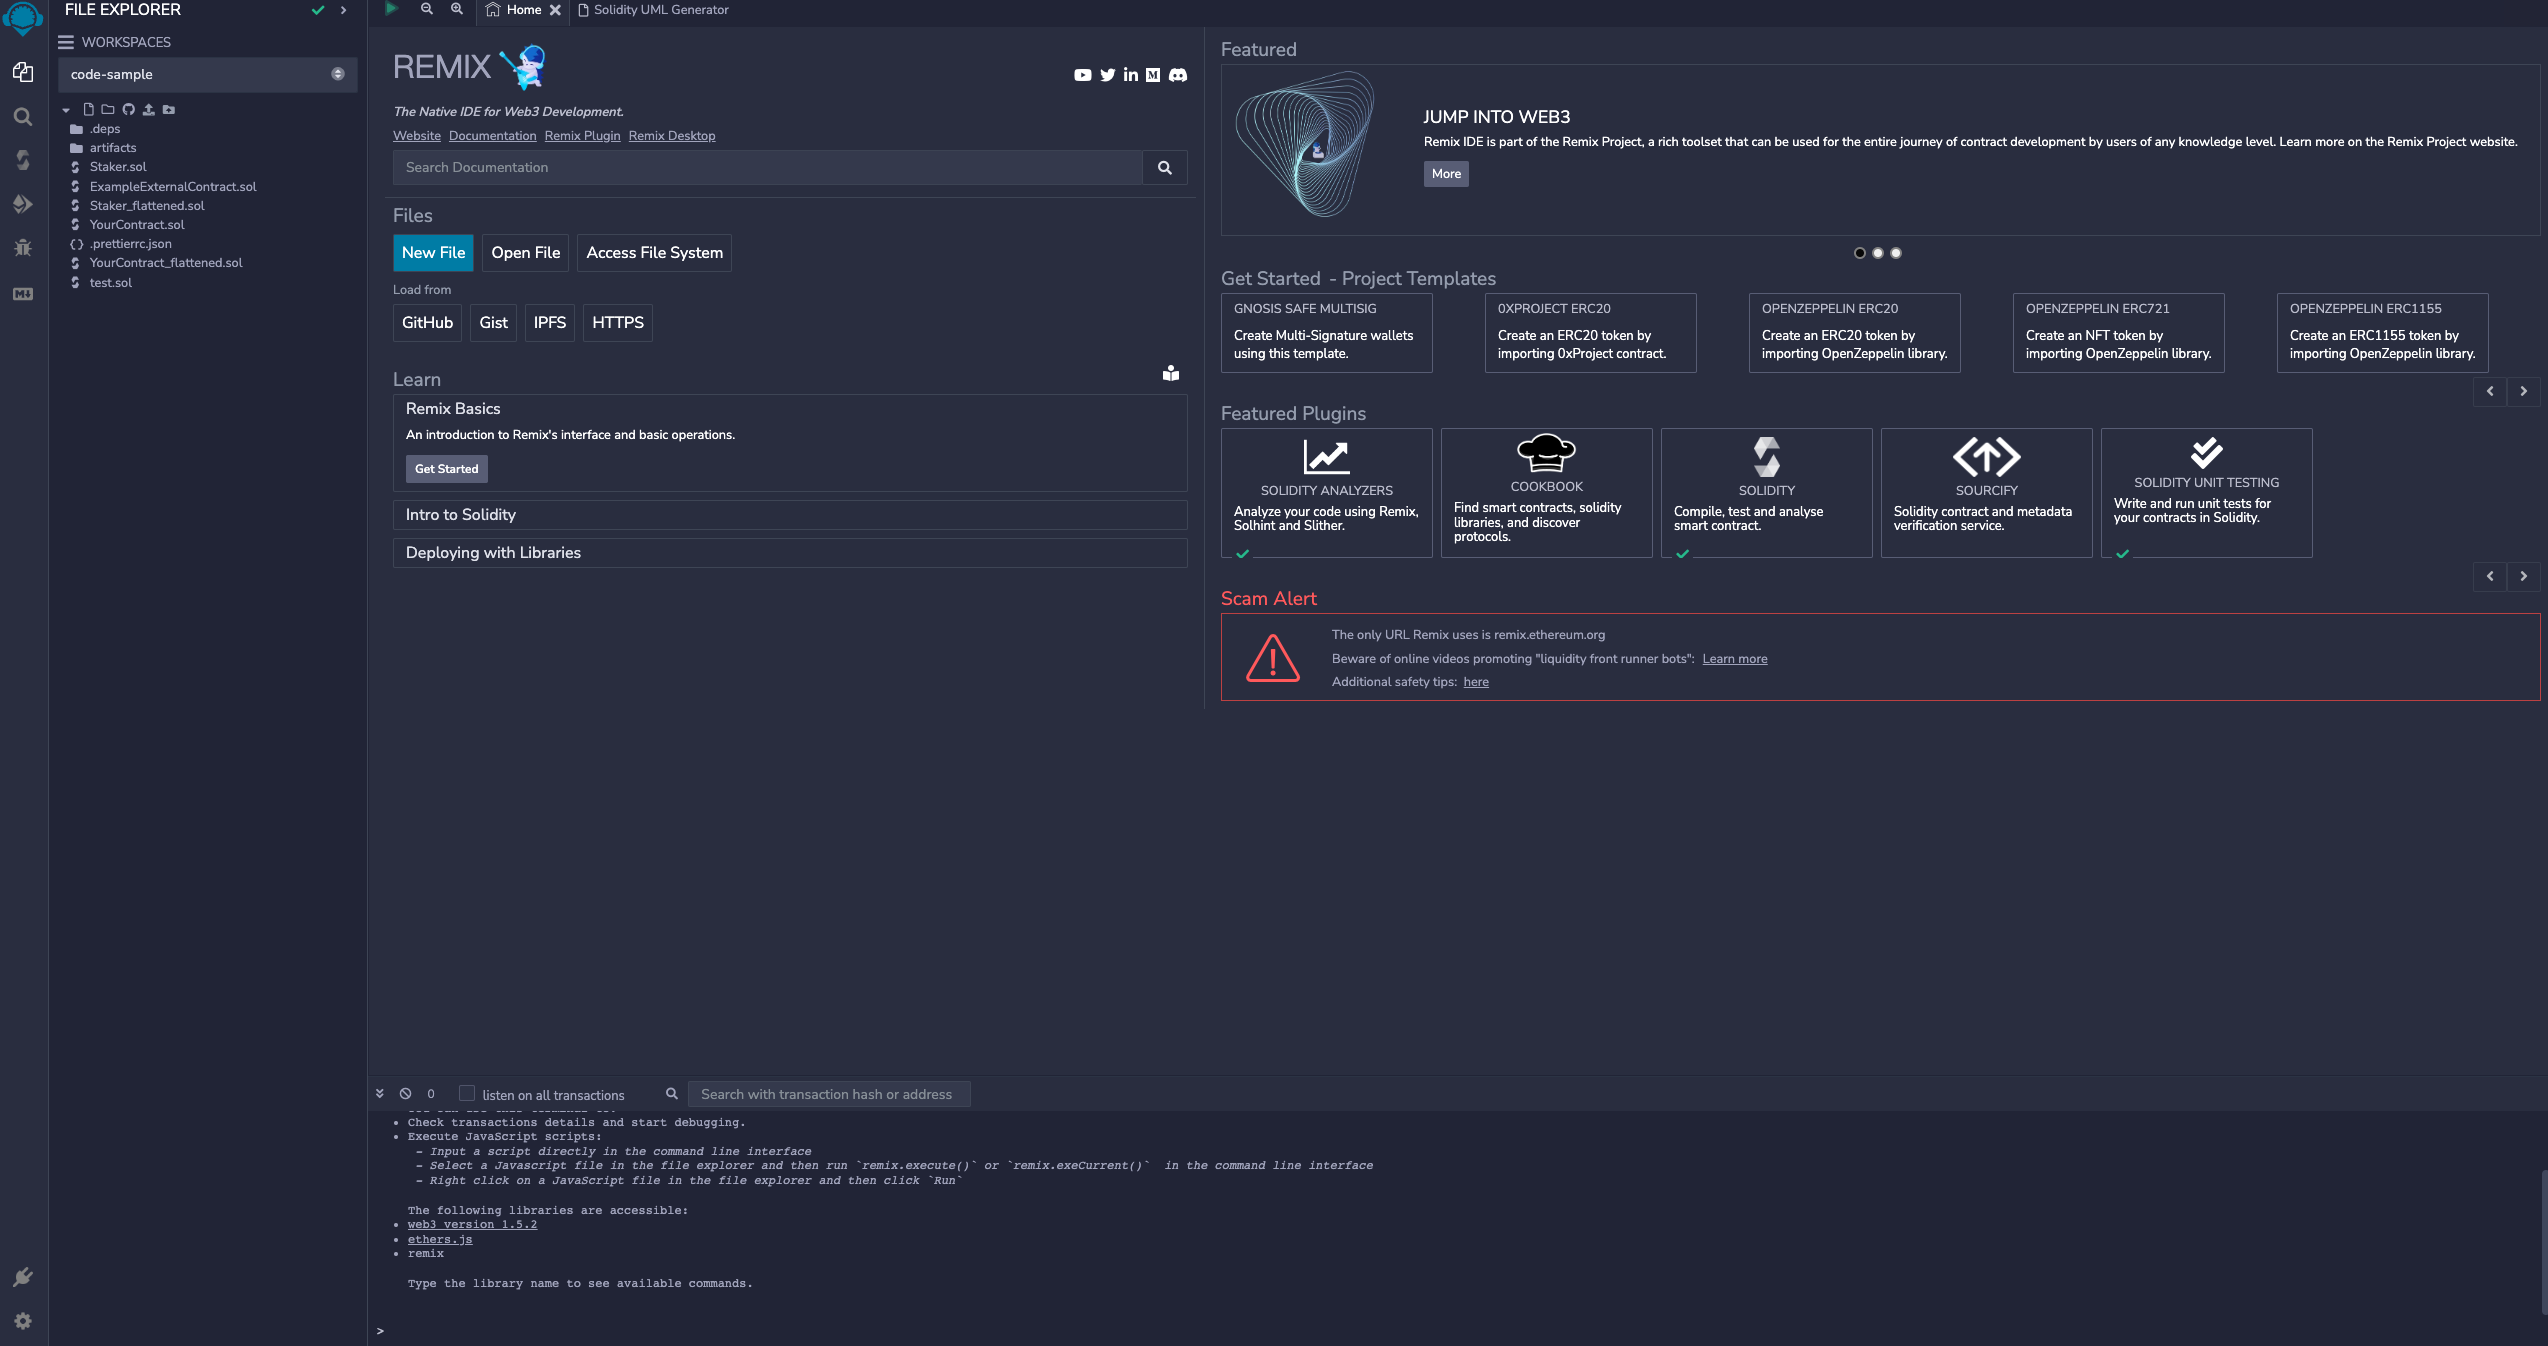 FILE EXPLORER
WORKSPACES
code-sample
.deps
artifacts
Staker.sol
ExampleExternalContract.sol
Staker_flattened.sol
YourContract.sol
.prettierrc.json
YourContract_flattened.sol
test.sol
Home
Solidity UML Generator
REMIX
The Native IDE for Web3 Development.
Website Documentation Remix Plugin Remix Desktop
Search Documentation
Files
New File Open File Access File System
Load from
GitHub Gist IPFS HTTPS
Learn
Remix Basics
An introduction to Remix's interface and basic operations.
Get Started
Intro to Solidity
Deploying with Libraries
Featured
JUMP INTO WEB3
Remix IDE is part of the Remix Project, a rich toolset that can be used for the entire journey of contract development by users of any knowledge level. Learn more on the Remix Project website.
More
Get Started - Project Templates
GNOSIS SAFE MULTISIG
Create Multi-Signature wallets
using this template.
0XPROJECT ERC20
Create an ERC20 token by
importing 0xProject contract.
OPENZEPPELIN ERC20
Create an ERC20 token by
importing OpenZeppelin library.
OPENZEPPELIN ERC721
Create an NFT token by
importing OpenZeppelin library.
OPENZEPPELIN ERC1155
Create an ERC1155 token by
importing OpenZeppelin library.
Featured Plugins
SOLIDITY ANALYZERS
Analyze your code using Remix,
Solhint and Slither.
COOKBOOK
Find smart contracts, solidity
libraries, and discover
protocols.
SOLIDITY
Compile, test and analyse
smart contract.
SOURCIFY
Solidity contract and metadata
verification service.
SOLIDITY UNIT TESTING
Write and run unit tests for
your contracts in Solidity.
Scam Alert
The only URL Remix uses is remix.ethereum.org
Beware of online videos promoting "liquidity front runner bots": Learn more
Additional safety tips: here
0 listen on all transactions Search with transaction hash or address
• Check transactions details and start debugging.
• Execute JavaScript scripts:
- Input a script directly in the command line interface
- Select a Javascript file in the file explorer and then run `remix.execute()` or `remix.exeCurrent()` in the command line interface
- Right click on a JavaScript file in the file explorer and then click `Run`
The following libraries are accessible:
• web3 version 1.5.2
• ethers.js
• remix
Type the library name to see available commands.
>